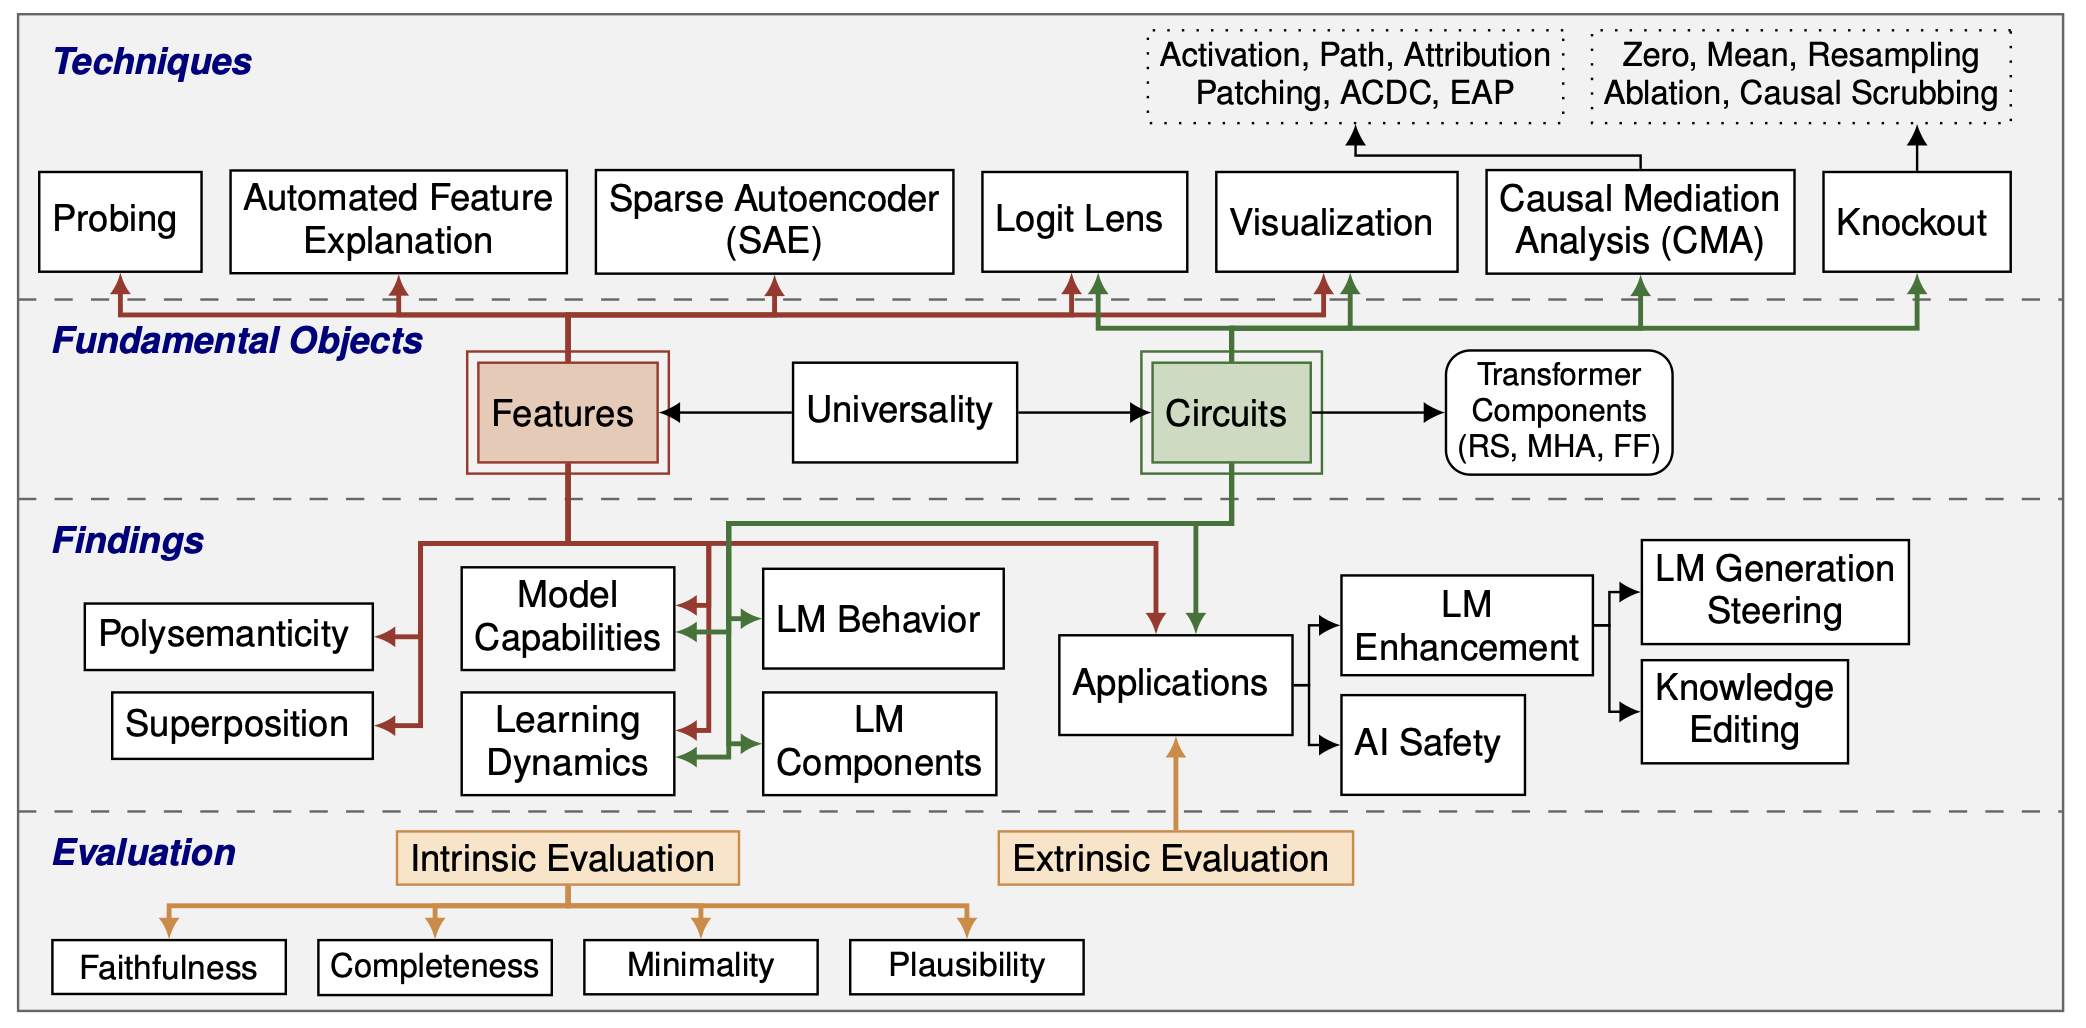 Techniques
Activation, Path, Attribution
Patching, ACDC, EAP
Zero, Mean, Resampling
Ablation, Causal Scrubbing
Probing
Automated Feature
Explanation
Sparse Autoencoder
(SAE)
Logit Lens
Visualization
Causal Mediation
Analysis (CMA)
Knockout
Fundamental Objects
Features
Universality
Circuits
Transformer
Components
(RS, MHA, FF)
Findings
Polysemanticity
Superposition
Model
Capabilities
Learning
Dynamics
LM Behavior
LM
Components
Applications
LM
Enhancement
AI Safety
LM Generation
Steering
Knowledge
Editing
Evaluation
Intrinsic Evaluation
Extrinsic Evaluation
Faithfulness
Completeness
Minimality
Plausibility